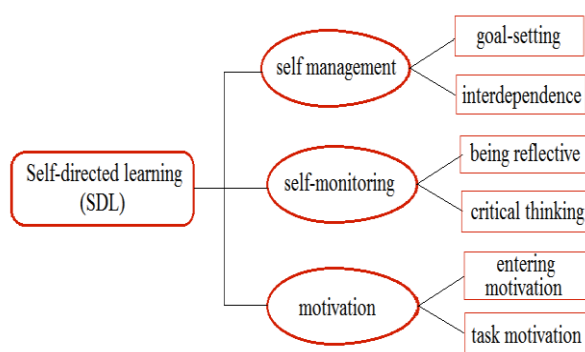 Self-directed learning
(SDL)
self management
goal-setting
interdependence
self-monitoring
being reflective
critical thinking
motivation
entering
motivation
task motivation